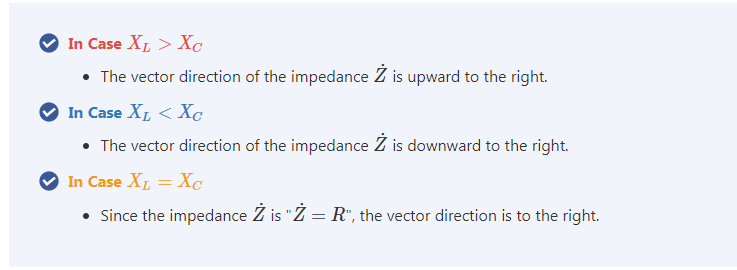 In Case X_L > X_C
• The vector direction of the impedance Ż is upward to the right.
In Case X_L < X_C
• The vector direction of the impedance Ż is downward to the right.
In Case X_L = X_C
• Since the impedance Ż is "Ż = R", the vector direction is to the right.